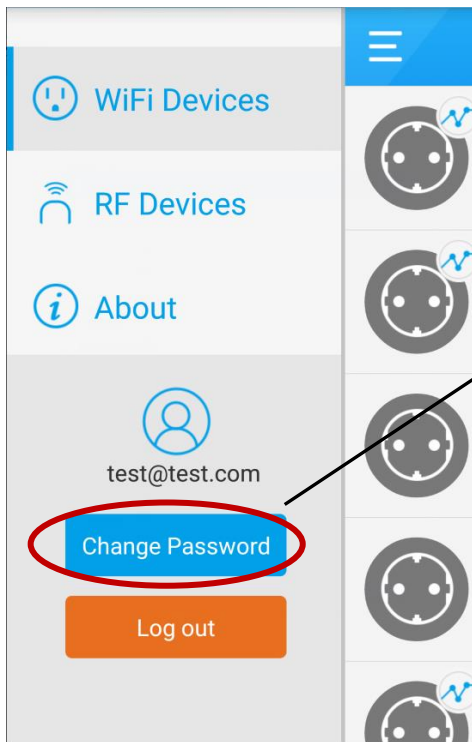 WiFi Devices
RF Devices
About
test@test.com
Change Password
Log out